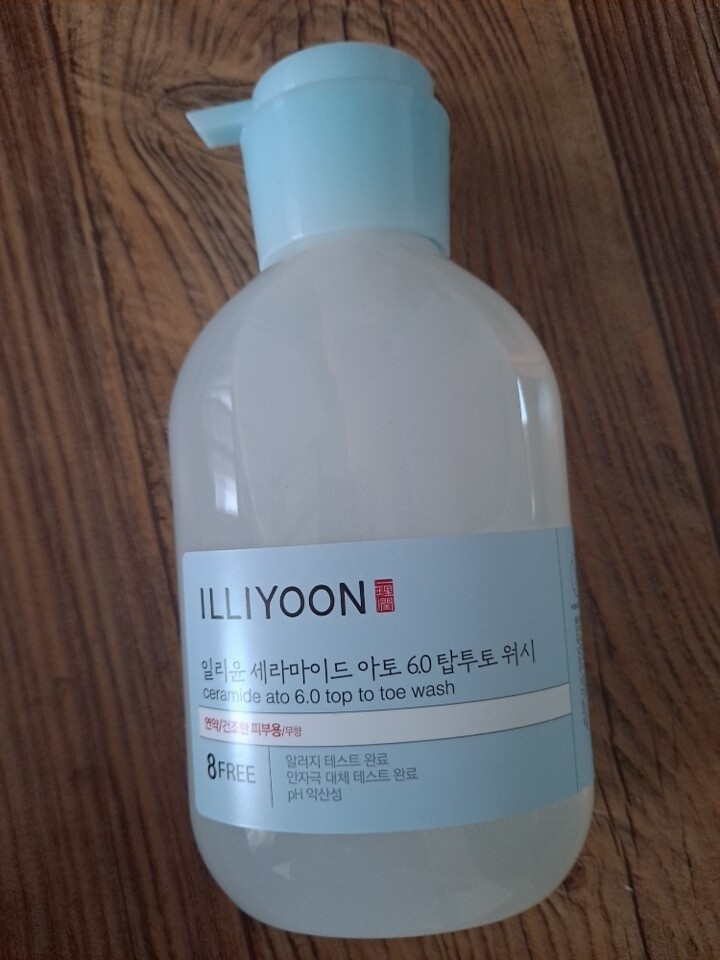 ILLIYOON
일리윤 세라마이드 아토 6.0 탑투토 워시
ceramide ato 6.0 top to toe wash
연약/건조한 피부용/무향
8FREE
알러지 테스트 완료
안자극 대체 테스트 완료
pH 약산성